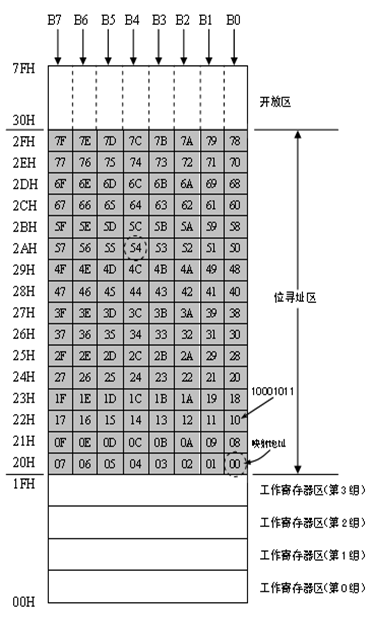 B7 B6 B5 B4 B3 B2 B1 B0
7FH
开放区
30H
2FH 7F 7E 7D 7C 7B 7A 79 78
2EH 77 76 75 74 73 72 71 70
2DH 6F 6E 6D 6C 6B 6A 69 68
2CH 67 66 65 64 63 62 61 60
2BH 5F 5E 5D 5C 5B 5A 59 58
2AH 57 56 55 54 53 52 51 50
29H 4F 4E 4D 4C 4B 4A 49 48
28H 47 46 45 44 43 42 41 40
位寻址区
27H 3F 3E 3D 3C 3B 3A 39 38
26H 37 36 35 34 33 32 31 30
25H 2F 2E 2D 2C 2B 2A 29 28
24H 27 26 25 24 23 22 21 20
10001011
23H 1F 1E 1D 1C 1B 1A 19 18
22H 17 16 15 14 13 12 11 10
21H 0F 0E 0D 0C 0B 0A 09 08
映射地址
20H 07 06 05 04 03 02 01 00
1FH
工作寄存器区(第3组)
工作寄存器区(第2组)
工作寄存器区(第1组)
工作寄存器区(第0组)
00H